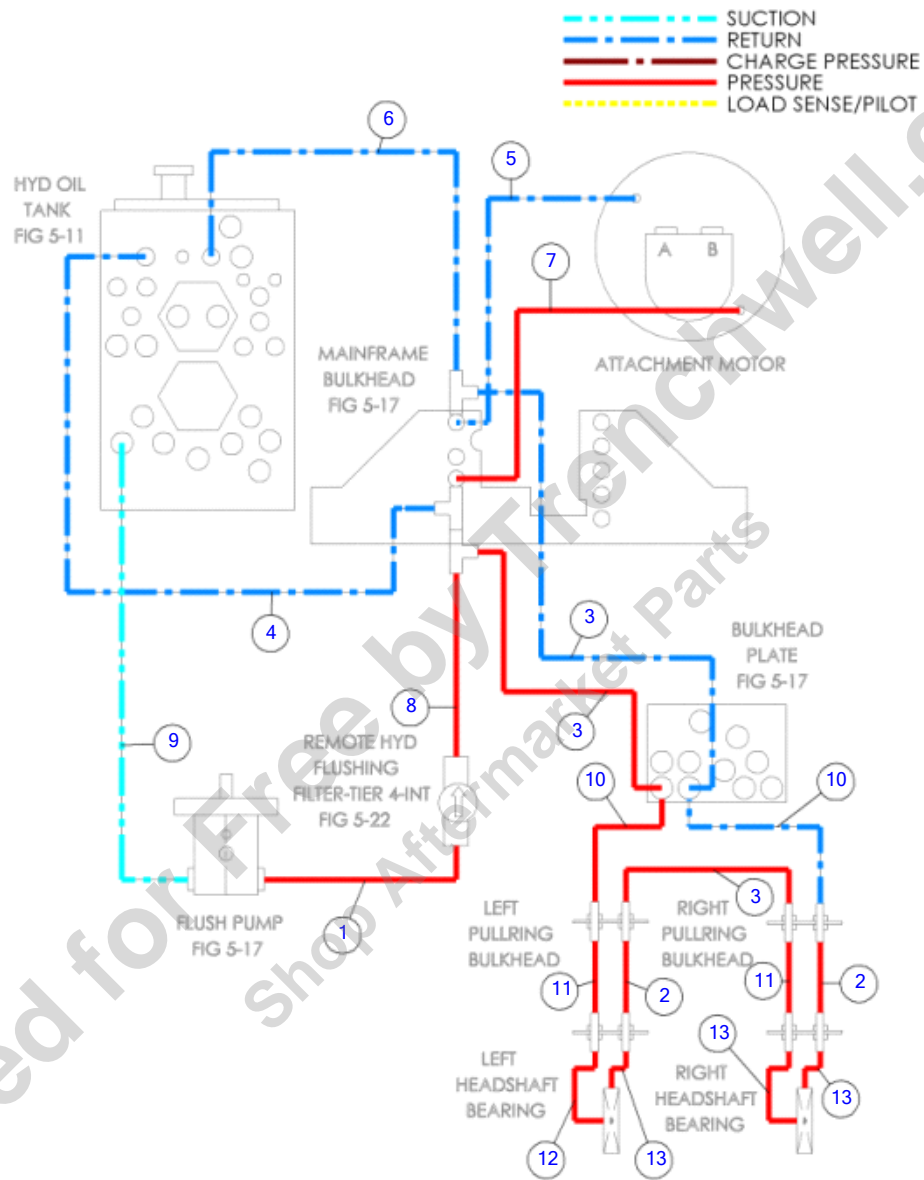 SUCTION
RETURN
CHARGE PRESSURE
PRESSURE
LOAD SENSE/PILOT
6
5
HYD OIL
TANK
FIG 5-11
A B
7
MAINFRAME
BULKHEAD
FIG 5-17
ATTACHMENT MOTOR
4
3
BULKHEAD
PLATE
FIG 5-17
8
3
9
REMOTE HYD
FLUSHING
FILTER-TIER 4-INT
FIG 5-22
10
10
FLUSH PUMP
FIG 5-17
1
3
LEFT
PULLRING
BULKHEAD
RIGHT
PULLRING
BULKHEAD
11
2
11
2
13
LEFT
HEADSHAFT
BEARING
RIGHT
HEADSHAFT
BEARING
13
12
13
ed for Free by Trenchwell.
Shop Aftermarket Parts